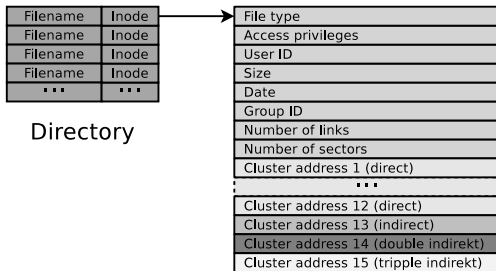 Filename Inode
Filename Inode
Filename Inode
Filename Inode
... ...
Directory
File type
Access privileges
User ID
Size
Date
Group ID
Number of links
Number of sectors
Cluster address 1 (direct)
...
Cluster address 12 (direct)
Cluster address 13 (indirect)
Cluster address 14 (double indirekt)
Cluster address 15 (tripple indirekt)